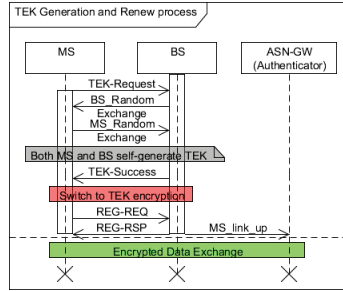 TEK Generation and Renew process
MS
BS
ASN-GW
(Authenticator)
TEK-Request
BS_Random
Exchange
MS_Random
Exchange
Both MS and BS self-generate TEK
TEK-Success
Switch to TEK encryption
REG-REQ
REG-RSP
MS_link_up
Encrypted Data Exchange